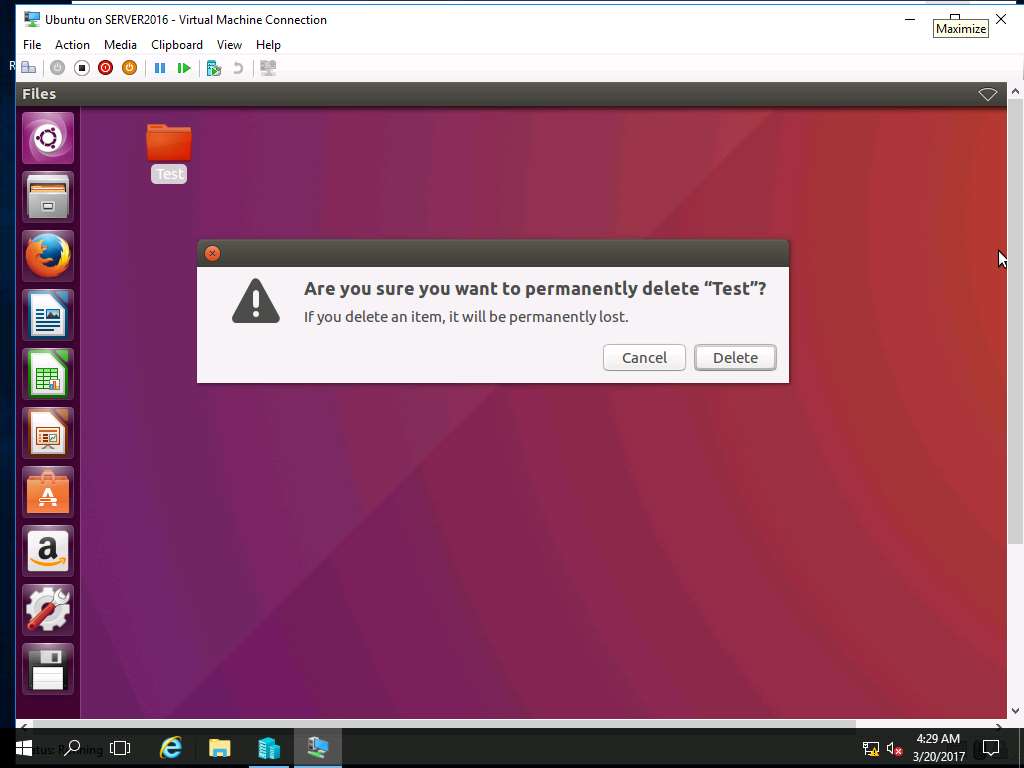 Ubuntu on SERVER2016 - Virtual Machine Connection
Maximize
File Action Media Clipboard View Help
R
Files
Test
Are you sure you want to permanently delete “Test”?
If you delete an item, it will be permanently lost.
Cancel Delete
a
4:29 AM
3/20/2017